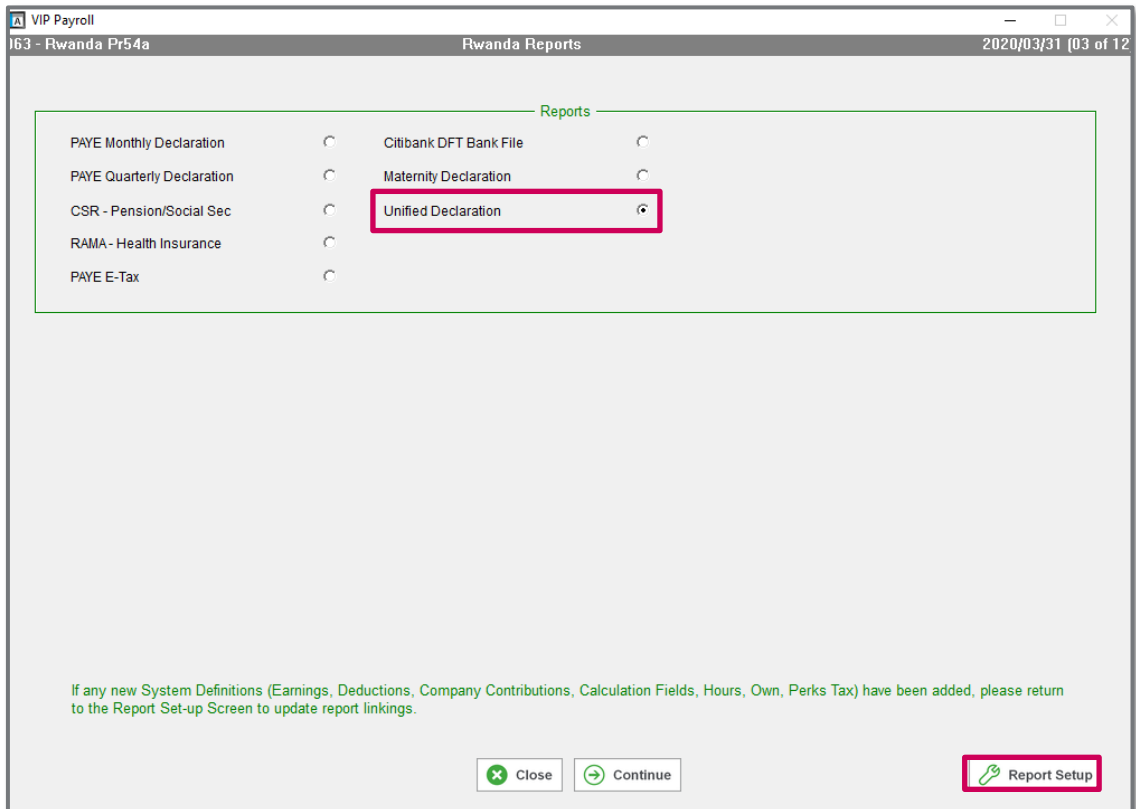 VIP Payroll
063 - Rwanda Pr54a Rwanda Reports 2020/03/31 (03 of 12
Reports
PAYE Monthly Declaration Citibank DFT Bank File
PAYE Quarterly Declaration Maternity Declaration
CSR - Pension/Social Sec Unified Declaration
RAMA - Health Insurance
PAYE E-Tax
If any new System Definitions (Earnings, Deductions, Company Contributions, Calculation Fields, Hours, Own, Perks Tax) have been added, please return
to the Report Set-up Screen to update report linkings.
Close Continue Report Setup